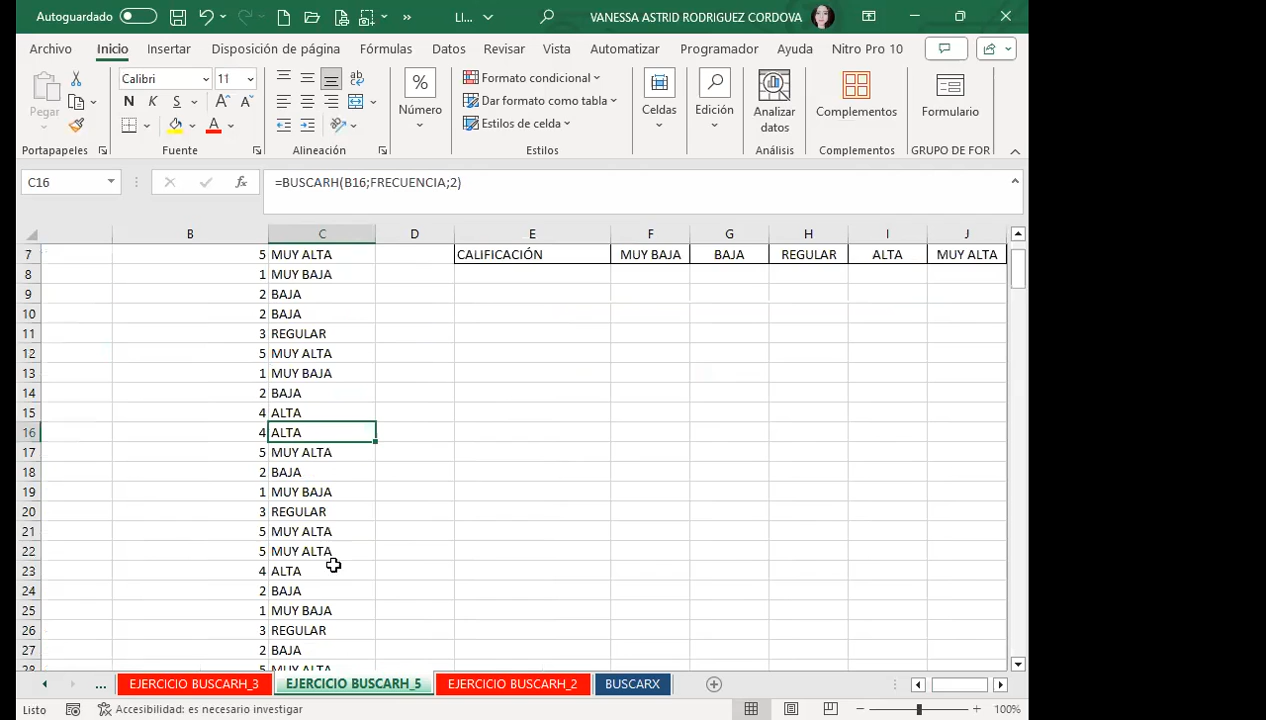 Autoguardado LI... VANESSA ASTRID RODRIGUEZ CORDOVA
Archivo Inicio Insertar Disposición de página Fórmulas Datos Revisar Vista Automatizar Programador Ayuda Nitro Pro 10
Pegar Calibri 11 N K S Número Formato condicional Dar formato como tabla Estilos de celda Celdas Edición Analizar datos Complementos Formulario
Portapapeles Fuente Alineación Estilos Análisis Complementos GRUPO DE FOR
C16 fx =BUSCARH(B16;FRECUENCIA;2)
B C D E F G H I J
7 5 MUY ALTA CALIFICACIÓN MUY BAJA BAJA REGULAR ALTA MUY ALTA
8 1 MUY BAJA
9 2 BAJA
10 2 BAJA
11 3 REGULAR
12 5 MUY ALTA
13 1 MUY BAJA
14 2 BAJA
15 4 ALTA
16 4 ALTA
17 5 MUY ALTA
18 2 BAJA
19 1 MUY BAJA
20 3 REGULAR
21 5 MUY ALTA
22 5 MUY ALTA
23 4 ALTA
24 2 BAJA
25 1 MUY BAJA
26 3 REGULAR
27 2 BAJA
28 5 MUY ALTA
... EJERCICIO BUSCARH_3 EJERCICIO BUSCARH_5 EJERCICIO BUSCARH_2 BUSCARX
Listo Accesibilidad: es necesario investigar 100%